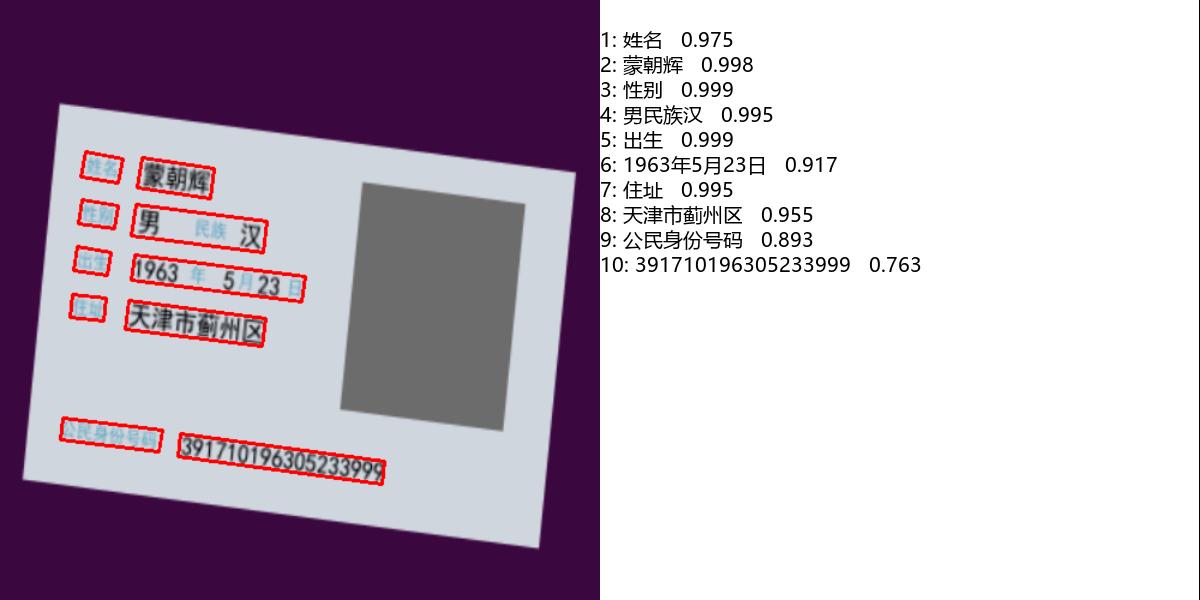 姓名 蒙朝辉
性别 男 民族 汉
出生 1963 年 5 月 23 日
住址 天津市蓟州区
公民身份号码 391710196305233999
1: 姓名 0.975
2: 蒙朝辉 0.998
3: 性别 0.999
4: 男民族汉 0.995
5: 出生 0.999
6: 1963年5月23日 0.917
7: 住址 0.995
8: 天津市蓟州区 0.955
9: 公民身份号码 0.893
10: 391710196305233999 0.763